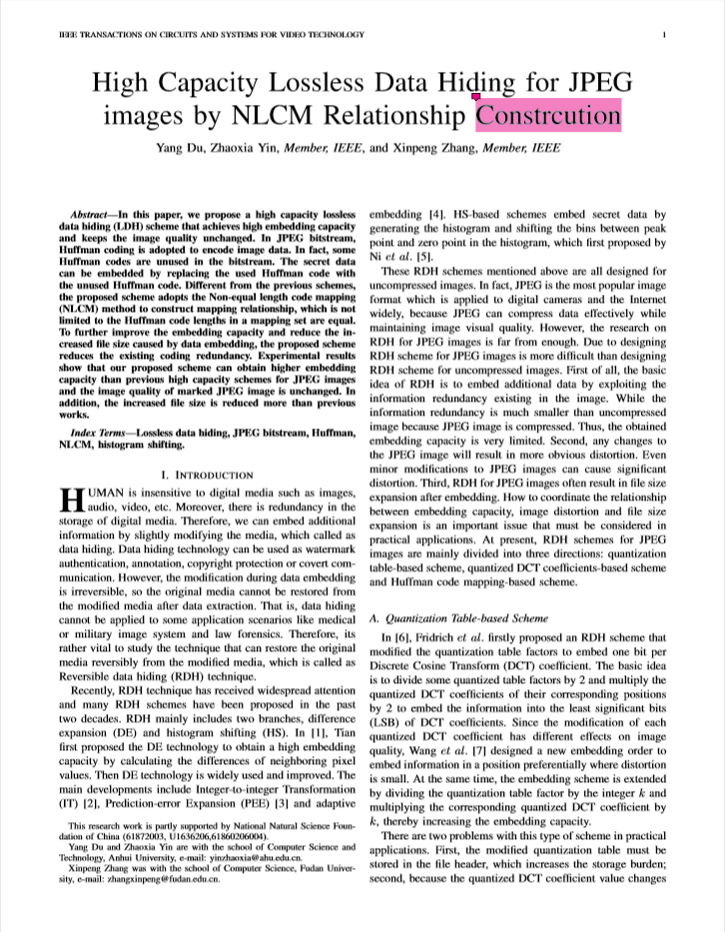 IEEE TRANSACTIONS ON CIRCUITS AND SYSTEMS FOR VIDEO TECHNOLOGY 1
High Capacity Lossless Data Hiding for JPEG
images by NLCM Relationship Constrcution
Yang Du, Zhaoxia Yin, Member, IEEE, and Xinpeng Zhang, Member, IEEE
Abstract—In this paper, we propose a high capacity lossless
data hiding (LDH) scheme that achieves high embedding capacity
and keeps the image quality unchanged. In JPEG bitstream,
Huffman coding is adopted to encode image data. In fact, some
Huffman codes are unused in the bitstream. The secret data
can be embedded by replacing the used Huffman code with
the unused Huffman code. Different from the previous schemes,
the proposed scheme adopts the Non-equal length code mapping
(NLCM) method to construct mapping relationship, which is not
limited to the Huffman code lengths in a mapping set are equal.
To further improve the embedding capacity and reduce the in-
creased file size caused by data embedding, the proposed scheme
reduces the existing coding redundancy. Experimental results
show that our proposed scheme can obtain higher embedding
capacity than previous high capacity schemes for JPEG images
and the image quality of marked JPEG image is unchanged. In
addition, the increased file size is reduced more than previous
works.
Index Terms—Lossless data hiding, JPEG bitstream, Huffman,
NLCM, histogram shifting.
I. INTRODUCTION
HUMAN is insensitive to digital media such as images,
audio, video, etc. Moreover, there is redundancy in the
storage of digital media. Therefore, we can embed additional
information by slightly modifying the media, which called as
data hiding. Data hiding technology can be used as watermark
authentication, annotation, copyright protection or covert com-
munication. However, the modification during data embedding
is irreversible, so the original media cannot be restored from
the modified media after data extraction. That is, data hiding
cannot be applied to some application scenarios like medical
or military image system and law forensics. Therefore, its
rather vital to study the technique that can restore the original
media reversibly from the modified media, which is called as
Reversible data hiding (RDH) technique.
Recently, RDH technique has received widespread attention
and many RDH schemes have been proposed in the past
two decades. RDH mainly includes two branches, difference
expansion (DE) and histogram shifting (HS). In [1], Tian
first proposed the DE technology to obtain a high embedding
capacity by calculating the differences of neighboring pixel
values. Then DE technology is widely used and improved. The
main developments include Integer-to-integer Transformation
(IT) [2], Prediction-error Expansion (PEE) [3] and adaptive
This research work is partly supported by National Natural Science Foun-
dation of China (61872003, U1636206,61860206004).
Yang Du and Zhaoxia Yin are with the school of Computer Science and
Technology, Anhui University, e-mail: yinzhaoxia@ahu.edu.cn.
Xinpeng Zhang was with the school of Computer Science, Fudan Univer-
sity, e-mail: zhangxinpeng@fudan.edu.cn.
embedding [4]. HS-based schemes embed secret data by
generating the histogram and shifting the bins between peak
point and zero point in the histogram, which first proposed by
Ni et al. [5].
These RDH schemes mentioned above are all designed for
uncompressed images. In fact, JPEG is the most popular image
format which is applied to digital cameras and the Internet
widely, because JPEG can compress data effectively while
maintaining image visual quality. However, the research on
RDH for JPEG images is far from enough. Due to designing
RDH scheme for JPEG images is more difficult than designing
RDH scheme for uncompressed images. First of all, the basic
idea of RDH is to embed additional data by exploiting the
information redundancy existing in the image. While the
information redundancy is much smaller than uncompressed
image because JPEG image is compressed. Thus, the obtained
embedding capacity is very limited. Second, any changes to
the JPEG image will result in more obvious distortion. Even
minor modifications to JPEG images can cause significant
distortion. Third, RDH for JPEG images often result in file size
expansion after embedding. How to coordinate the relationship
between embedding capacity, image distortion and file size
expansion is an important issue that must be considered in
practical applications. At present, RDH schemes for JPEG
images are mainly divided into three directions: quantization
table-based scheme, quantized DCT coefficients-based scheme
and Huffman code mapping-based scheme.
A. Quantization Table-based Scheme
In [6], Fridrich et al. firstly proposed an RDH scheme that
modified the quantization table factors to embed one bit per
Discrete Cosine Transform (DCT) coefficient. The basic idea
is to divide some quantized table factors by 2 and multiply the
quantized DCT coefficients of their corresponding positions
by 2 to embed the information into the least significant bits
(LSB) of DCT coefficients. Since the modification of each
quantized DCT coefficient has different effects on image
quality, Wang et al. [7] designed a new embedding order to
embed information in a position preferentially where distortion
is small. At the same time, the embedding scheme is extended
by dividing the quantization table factor by the integer k and
multiplying the corresponding quantized DCT coefficient by
k, thereby increasing the embedding capacity.
There are two problems with this type of scheme in practical
applications. First, the modified quantization table must be
stored in the file header, which increases the storage burden;
second, because the quantized DCT coefficient value changes